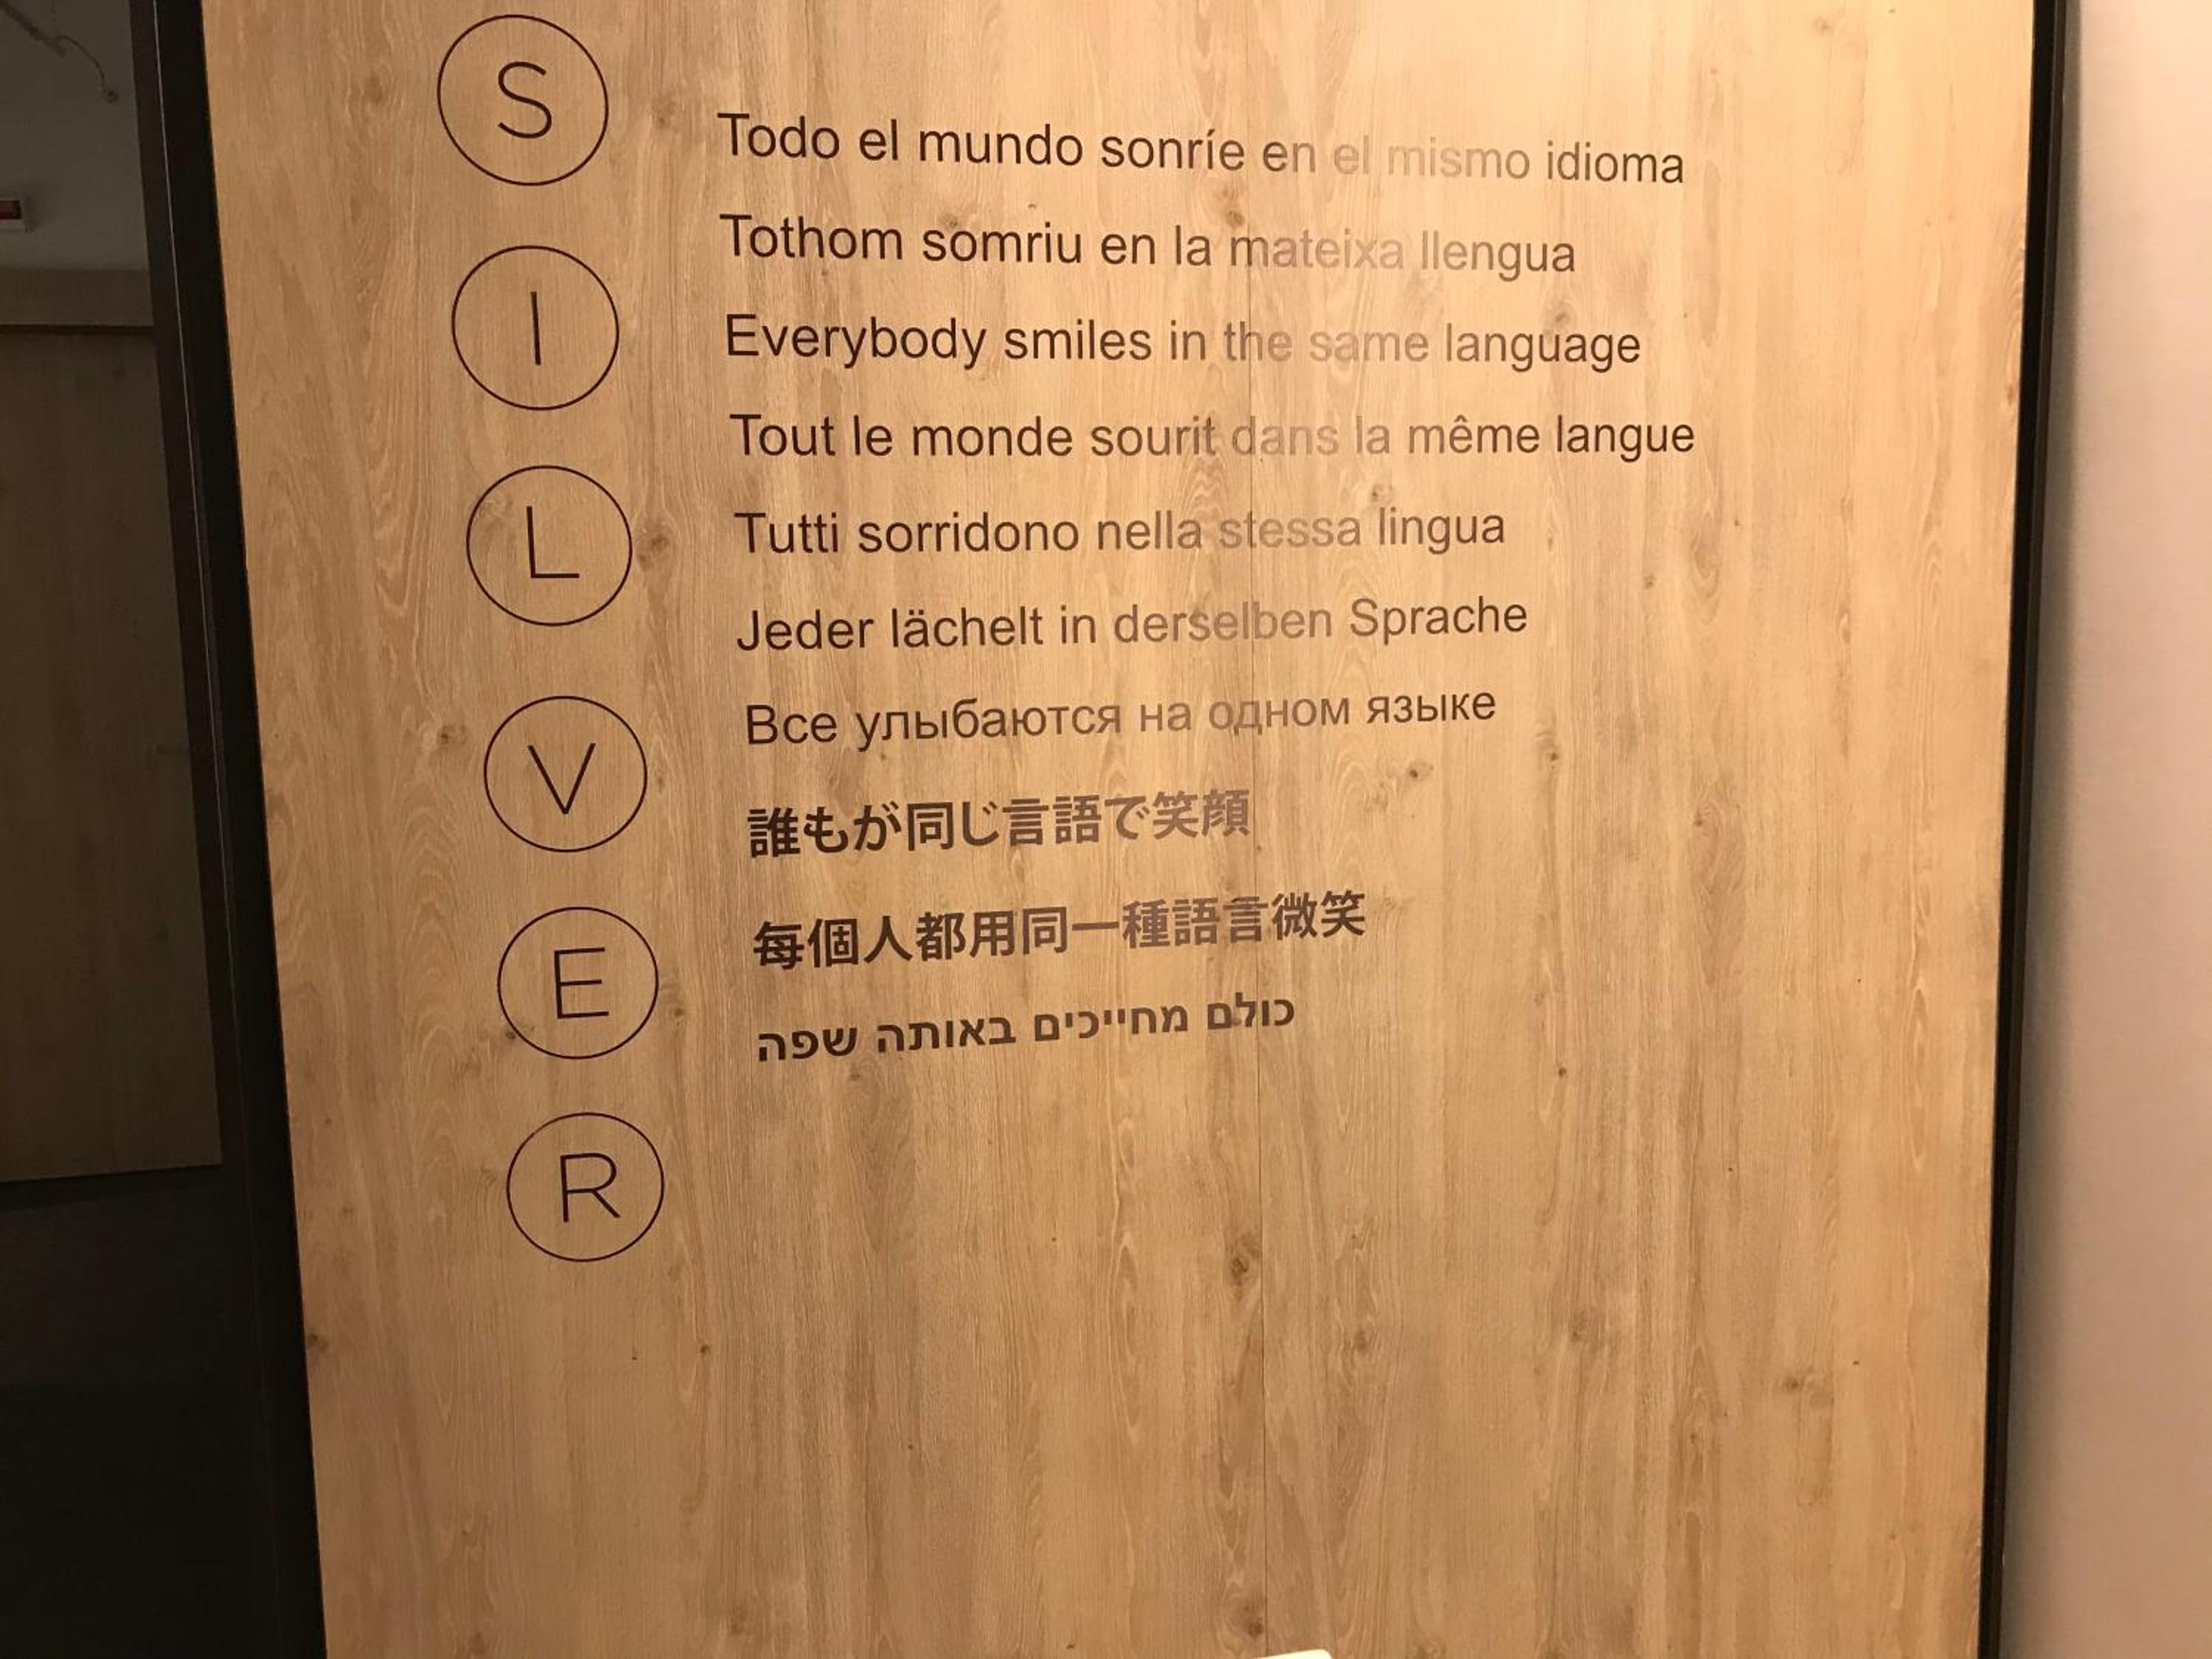 S
I
L
V
E
R
Todo el mundo sonríe en el mismo idioma
Tothom somriu en la mateixa llengua
Everybody smiles in the same language
Tout le monde sourit dans la même langue
Tutti sorridono nella stessa lingua
Jeder lächelt in derselben Sprache
Все улыбаются на одном языке
誰もが同じ言語で笑顔
每個人都用同一種語言微笑
כולם מחייכים באותה שפה